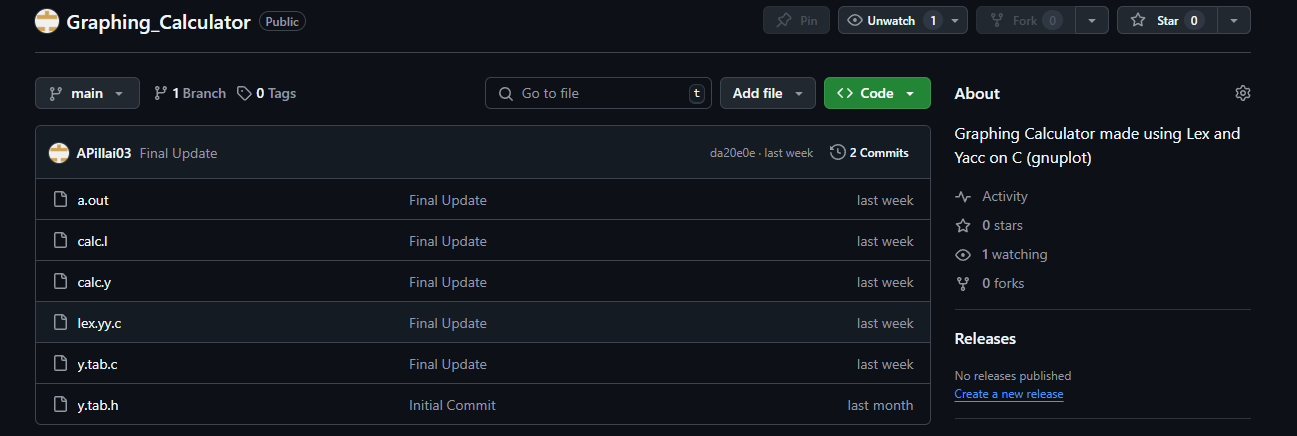 Graphing_Calculator Public Pin Unwatch 1 Fork 0 Star 0
main 1 Branch 0 Tags Go to file t Add file Code
APillai03 Final Update da20e0e · last week 2 Commits
a.out Final Update last week
calc.l Final Update last week
calc.y Final Update last week
lex.yy.c Final Update last week
y.tab.c Final Update last week
y.tab.h Initial Commit last month
About
Graphing Calculator made using Lex and
Yacc on C (gnuplot)
Activity
0 stars
1 watching
0 forks
Releases
No releases published
Create a new release